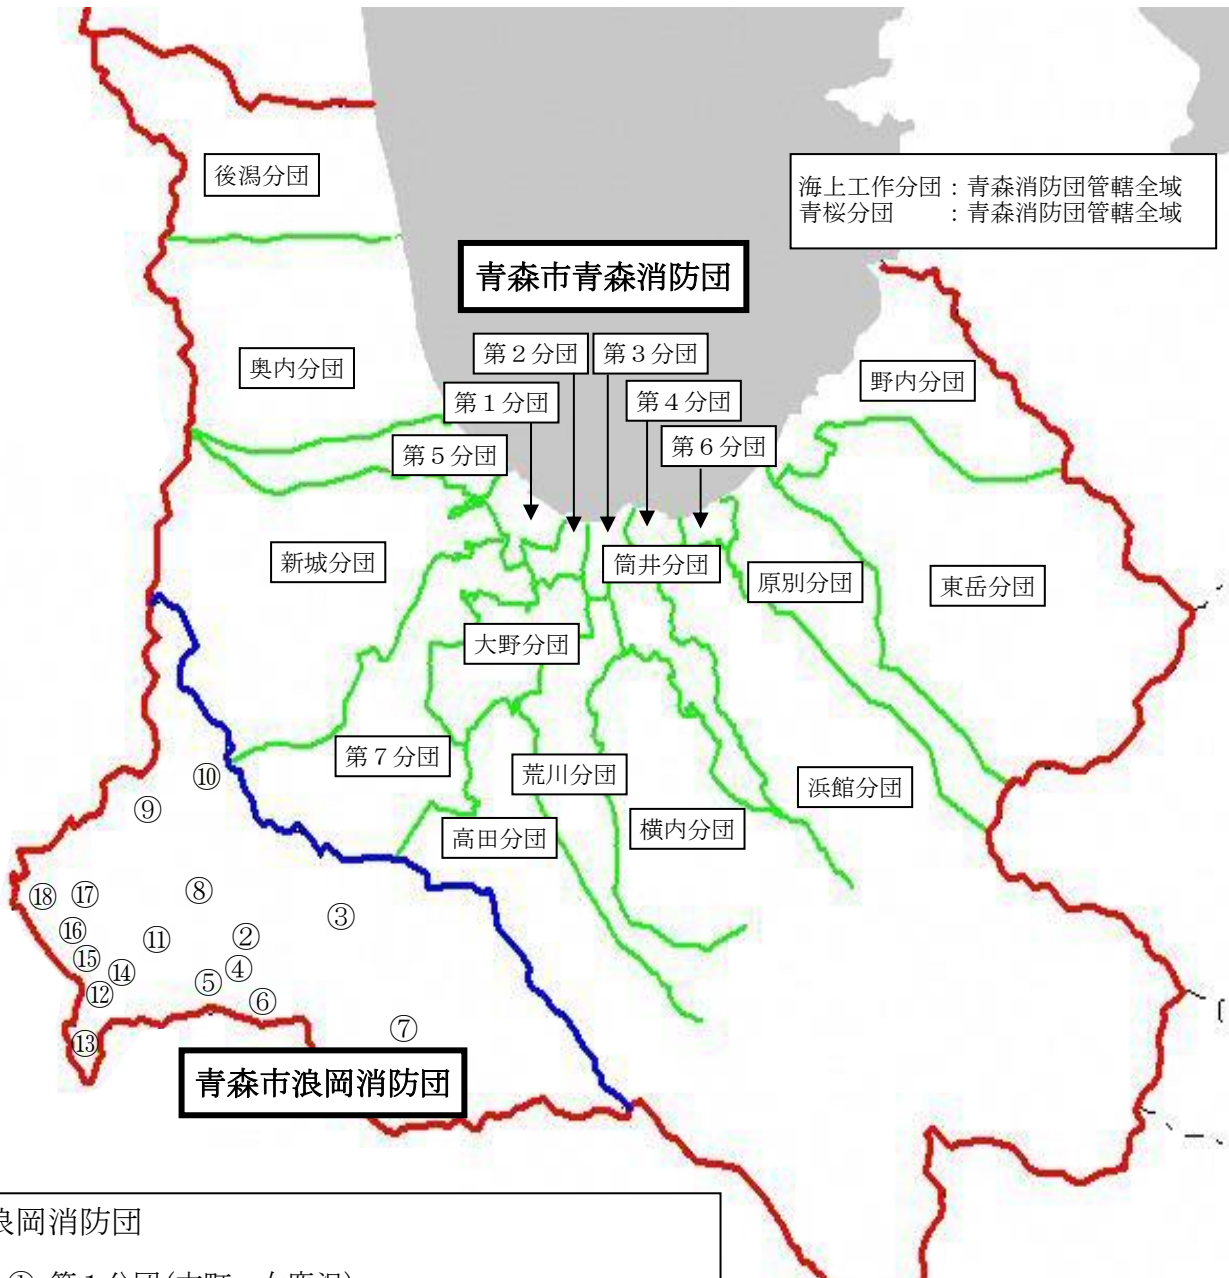 後潟分団
海上工作分団：青森消防団管轄全域
青桜分団　　：青森消防団管轄全域
青森市青森消防団
第２分団
第３分団
奥内分団
野内分団
第１分団
第４分団
第５分団
第６分団
新城分団
筒井分団
原別分団
東岳分団
大野分団
第７分団
荒川分団
浜館分団
高田分団
横内分団
⑩
⑨
⑧
⑱
⑰
③
⑯
⑪
②
⑮
⑭
④
⑤
⑫
⑥
⑦
⑬
青森市浪岡消防団
浪岡消防団